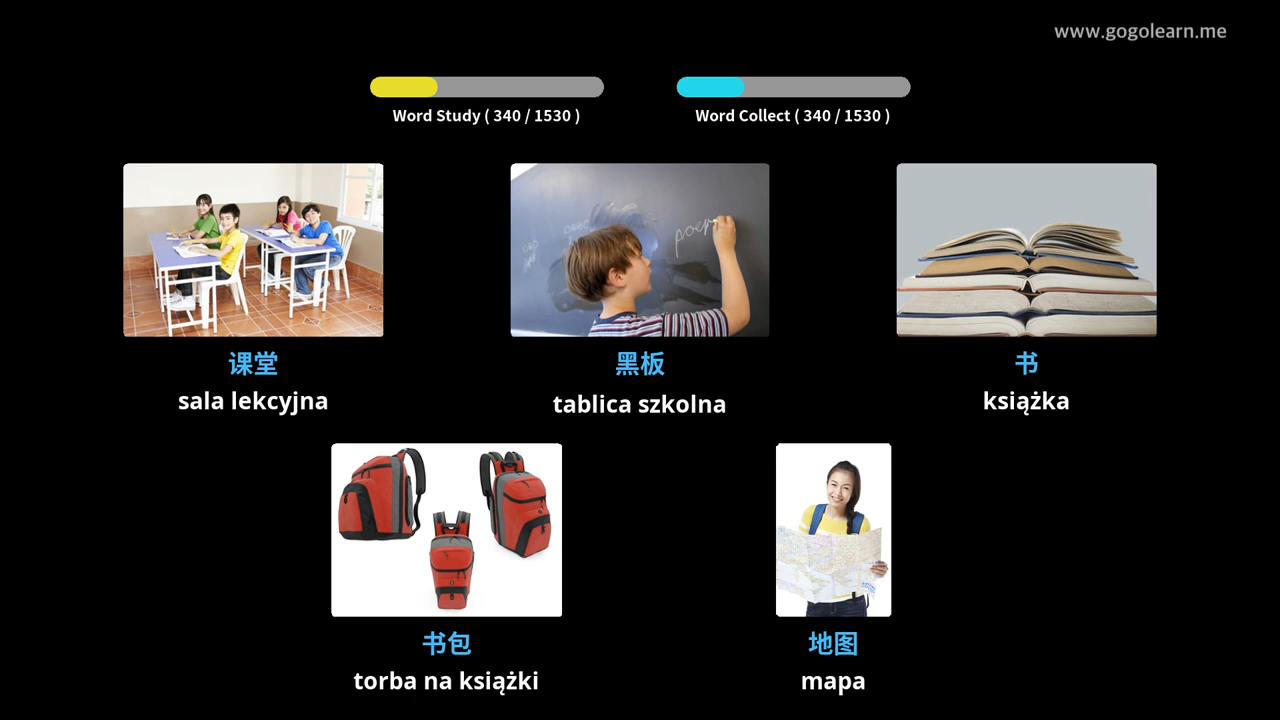 www.gogolearn.me
Word Study ( 340 / 1530 )
Word Collect ( 340 / 1530 )
poer
课堂
黑板
书
sala lekcyjna
tablica szkolna
książka
书包
地图
torba na książki
mapa